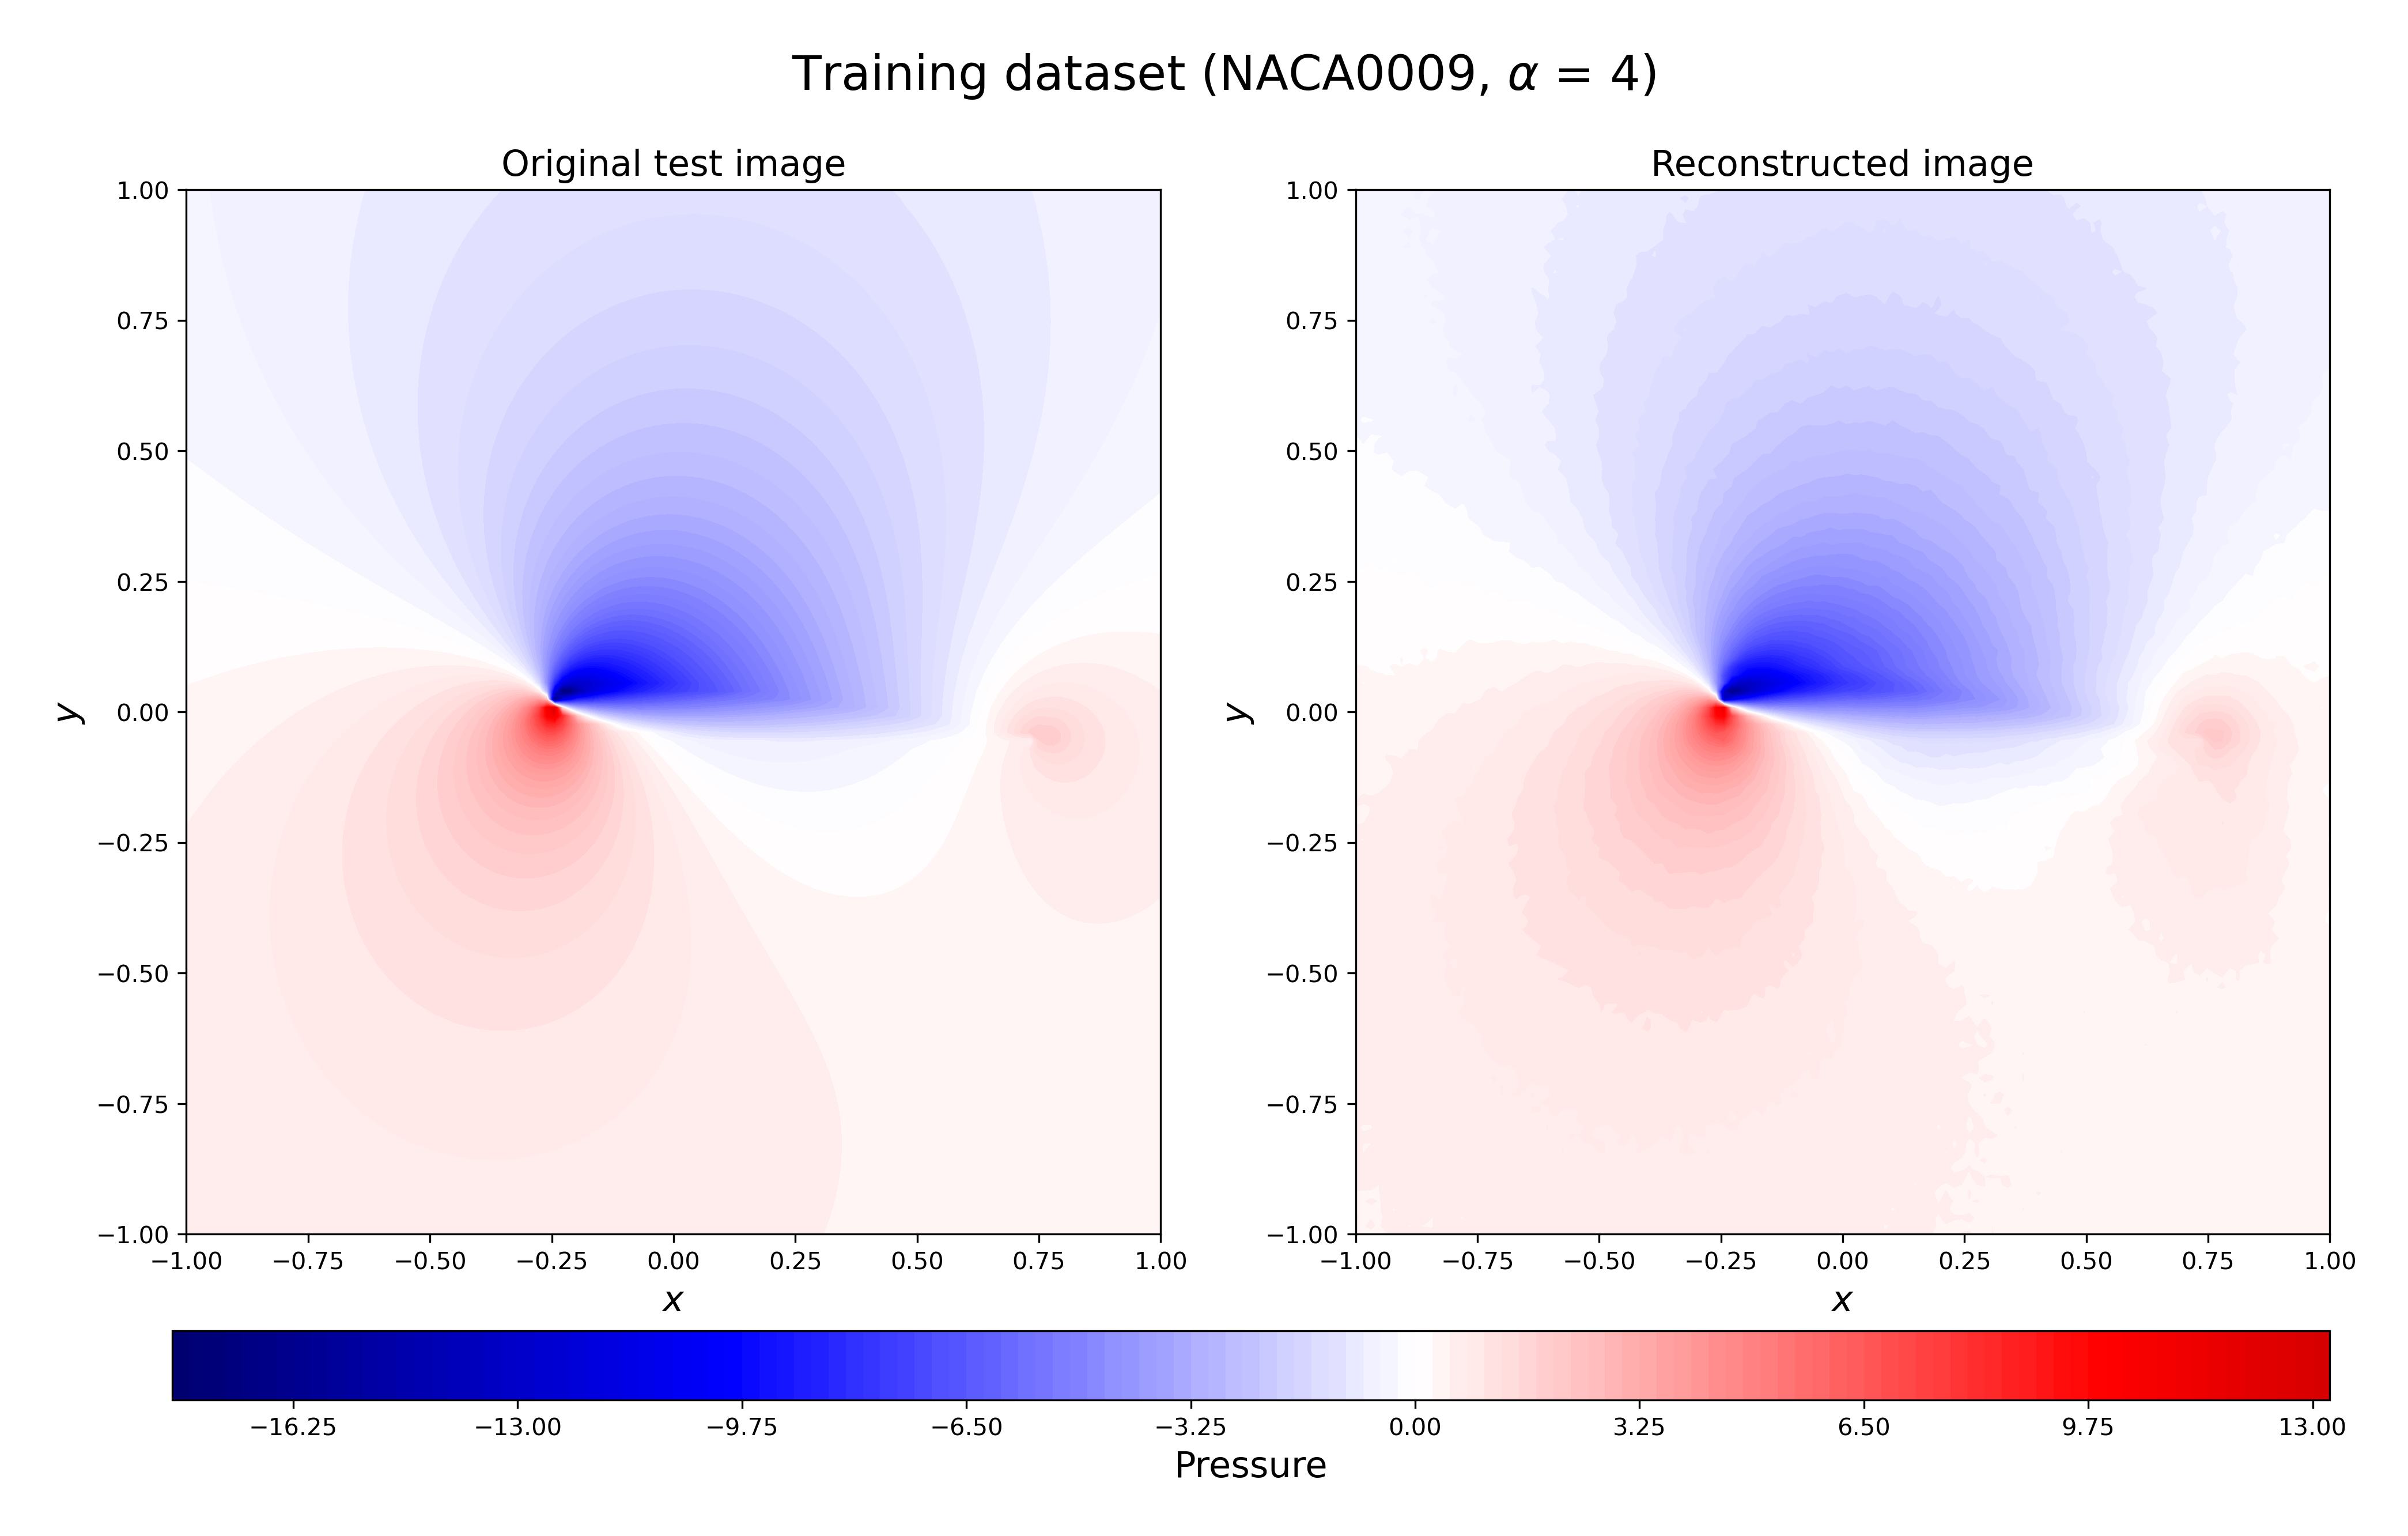 Training dataset (NACA0009, α = 4)
Original test image
Reconstructed image
1.00
0.75
0.50
0.25
0.00
−0.25
−0.50
−0.75
−1.00
y
−1.00 −0.75 −0.50 −0.25 0.00 0.25 0.50 0.75 1.00
x
1.00
0.75
0.50
0.25
0.00
−0.25
−0.50
−0.75
−1.00
y
−1.00 −0.75 −0.50 −0.25 0.00 0.25 0.50 0.75 1.00
x
−16.25 −13.00 −9.75 −6.50 −3.25 0.00 3.25 6.50 9.75 13.00
Pressure